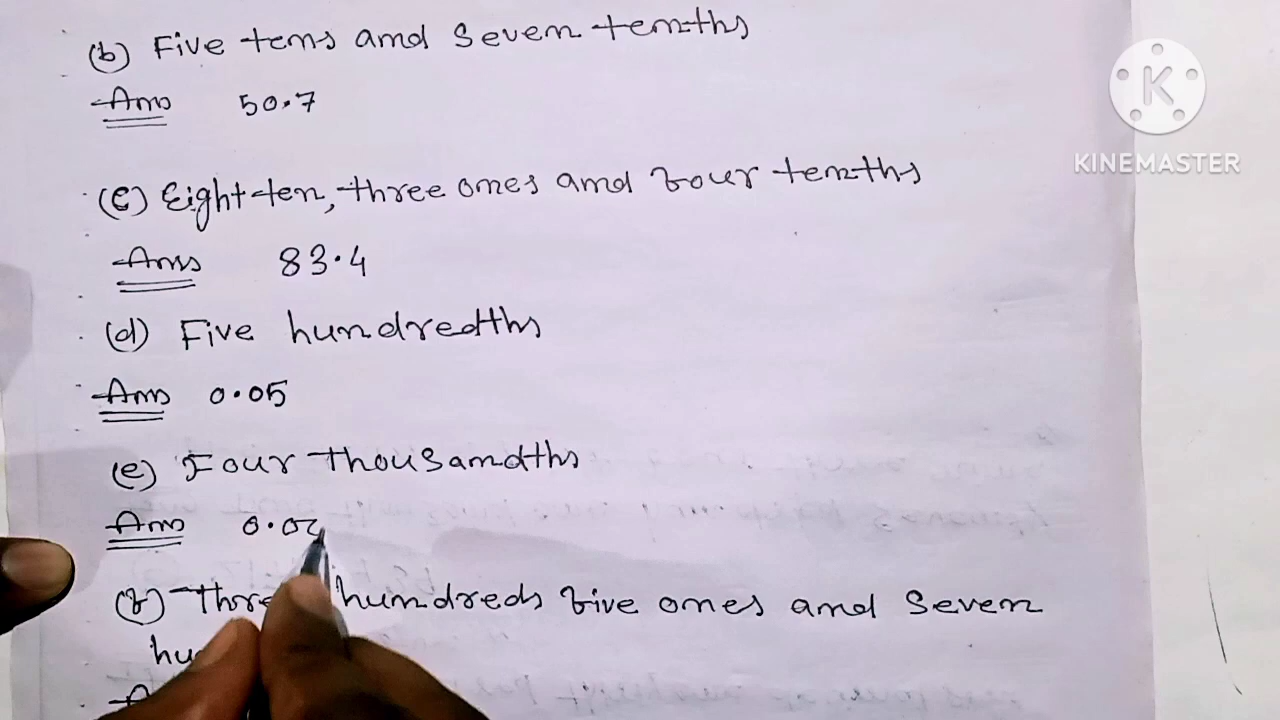 (b) Five tens and Seven tenths
Ans 50.7
K
KINEMASTER
(c) Eight ten, three ones and four tenths
Ans 83.4
(d) Five hundredths
Ans 0.05
(e) Four thousandths
Ans 0.00
(f) hundreds five ones and Seven